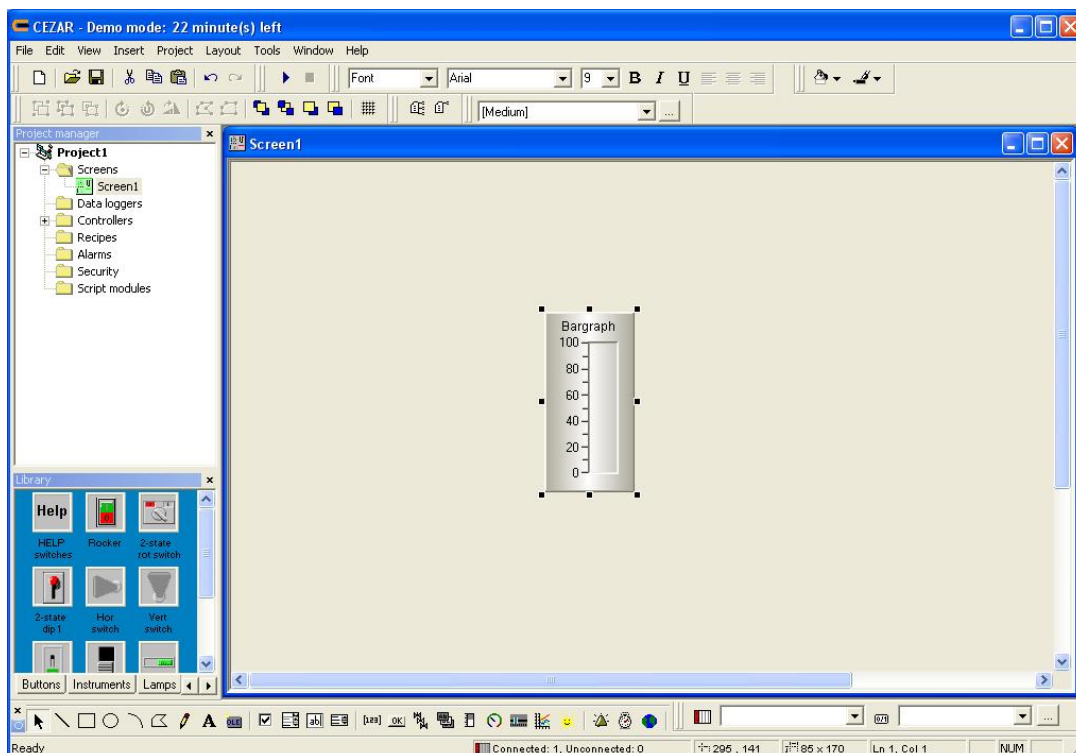 CEZAR - Demo mode: 22 minute(s) left
File Edit View Insert Project Layout Tools Window Help
Font Arial 9 B I U
[Medium] ...
Project manager
Screen1
Project1
Screens
Screen1
Data loggers
Controllers
Recipes
Alarms
Security
Script modules
Bargraph
100
80
60
40
20
0
Library
Help
HELP switches
Rocker
2-state rot switch
2-state dip 1
Hor switch
Vert switch
Buttons Instruments Lamps
A OLE ab [123] OK ...
Ready Connected: 1, Unconnected: 0 295 , 141 85 x 170 Ln 1, Col 1 NUM